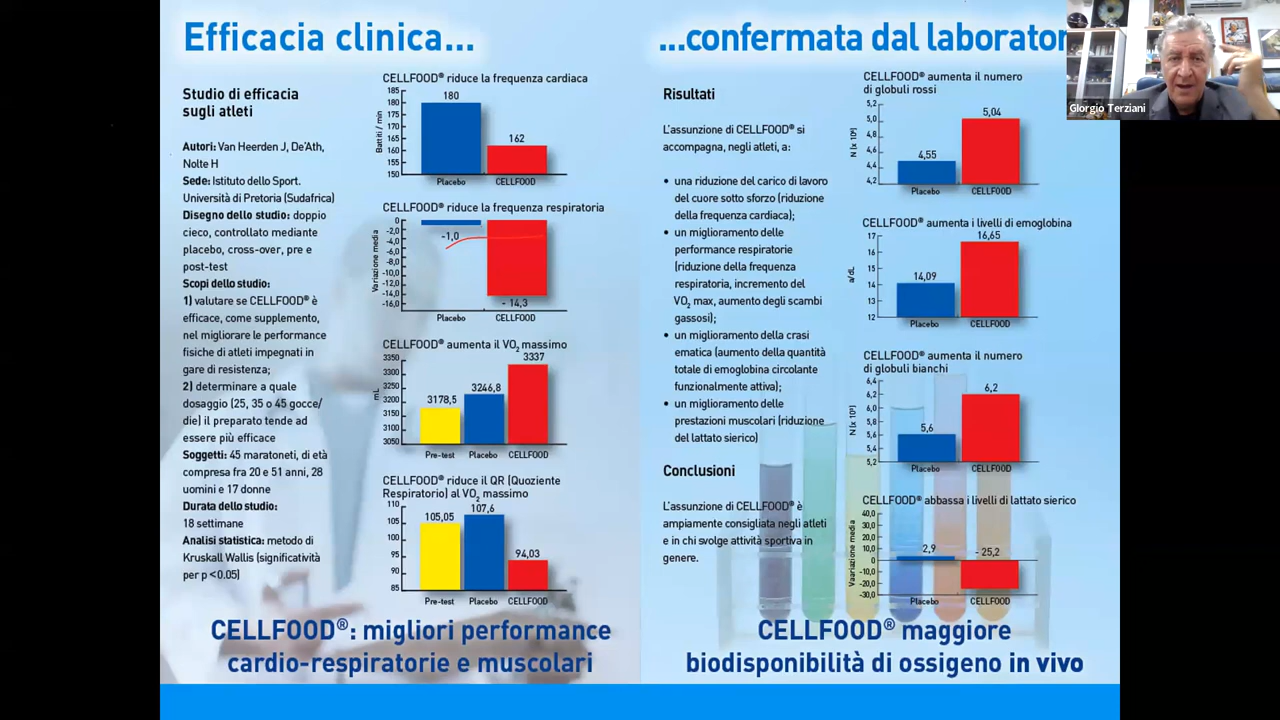 Efficacia clinica...
Studio di efficacia
sugli atleti
Autori: Van Heerden J, De'Ath,
Nolte H
Sede: Istituto dello Sport.
Università di Pretoria (Sudafrica)
Disegno dello studio: doppio
cieco, controllato mediante
placebo, cross-over, pre e
post-test
Scopi dello studio:
1) valutare se CELLFOOD® è
efficace, come supplemento,
nel migliorare le performance
fisiche di atleti impegnati in
gare di resistenza;
2) determinare a quale
dosaggio (25, 35 o 45 gocce/
die) il preparato tende ad
essere più efficace
Soggetti: 45 maratoneti, di età
compresa fra 20 e 51 anni, 28
uomini e 17 donne
Durata dello studio:
18 settimane
Analisi statistica: metodo di
Kruskall Wallis (significatività
per p <0.05)
CELLFOOD® riduce la frequenza cardiaca
Battiti / min
185
180
175
170
165
160
155
150
180
162
Placebo CELLFOOD
CELLFOOD® riduce la frequenza respiratoria
Variazione media
0
-2,0
-4,0
-6,0
-8,0
-10,0
-12,0
-14,0
-16,0
-1,0
- 14,3
Placebo CELLFOOD
CELLFOOD® aumenta il VO2 massimo
mL
3350
3300
3250
3200
3150
3100
3050
3178,5
3246,8
3337
Pre-test Placebo CELLFOOD
CELLFOOD® riduce il QR (Quoziente
Respiratorio) al VO2 massimo
110
105
100
95
90
85
105,05
107,6
94,03
Pre-test Placebo CELLFOOD
CELLFOOD®: migliori performance
cardio-respiratorie e muscolari
...confermata dal laborator
Risultati
L'assunzione di CELLFOOD® si
accompagna, negli atleti, a:
• una riduzione del carico di lavoro
del cuore sotto sforzo (riduzione
della frequenza cardiaca);
• un miglioramento delle
performance respiratorie
(riduzione della frequenza
respiratoria, incremento del
VO2 max, aumento degli scambi
gassosi);
• un miglioramento della crasi
ematica (aumento della quantità
totale di emoglobina circolante
funzionalmente attiva);
• un miglioramento delle
prestazioni muscolari (riduzione
del lattato sierico)
Conclusioni
L'assunzione di CELLFOOD® è
ampiamente consigliata negli atleti
e in chi svolge attività sportiva in
genere.
CELLFOOD® aumenta il numero
di globuli rossi
N (x 10⁶)
5,2
5,0
4,8
4,6
4,4
4,2
4,55
5,04
Placebo CELLFOOD
CELLFOOD® aumenta i livelli di emoglobina
a/dL
17
16
15
14
13
12
14,09
16,65
Placebo CELLFOOD
CELLFOOD® aumenta il numero
di globuli bianchi
6,4
6,2
6,0
5,8
5,6
5,4
5,2
5,6
6,2
Placebo CELLFOOD
CELLFOOD® abbassa i livelli di lattato sierico
Vaariazione media
40,0
30,0
20,0
10,0
0
-10,0
-20,0
-30,0
2,9
- 25,2
Placebo CELLFOOD
CELLFOOD® maggiore
biodisponibilità di ossigeno in vivo
Giorgio Terziani